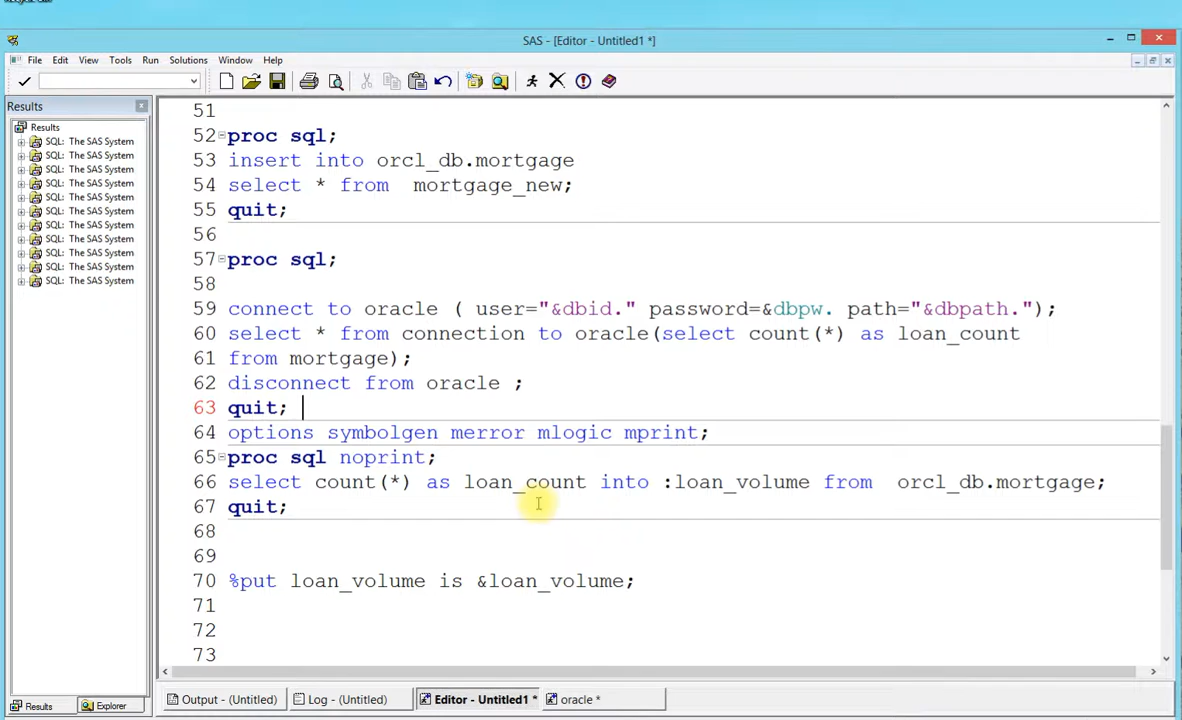 SAS - [Editor - Untitled1 *]
File Edit View Tools Run Solutions Window Help
Results
Results
SQL: The SAS System
SQL: The SAS System
SQL: The SAS System
SQL: The SAS System
SQL: The SAS System
SQL: The SAS System
SQL: The SAS System
SQL: The SAS System
SQL: The SAS System
SQL: The SAS System
SQL: The SAS System
51
52 proc sql;
53 insert into orcl_db.mortgage
54 select * from mortgage_new;
55 quit;
56
57 proc sql;
58
59 connect to oracle ( user="&dbid." password=&dbpw. path="&dbpath.");
60 select * from connection to oracle(select count(*) as loan_count
61 from mortgage);
62 disconnect from oracle ;
63 quit;
64 options symbolgen merror mlogic mprint;
65 proc sql noprint;
66 select count(*) as loan_count into :loan_volume from orcl_db.mortgage;
67 quit;
68
69
70 %put loan_volume is &loan_volume;
71
72
73
Results Explorer
Output - (Untitled) Log - (Untitled) Editor - Untitled1 * oracle *